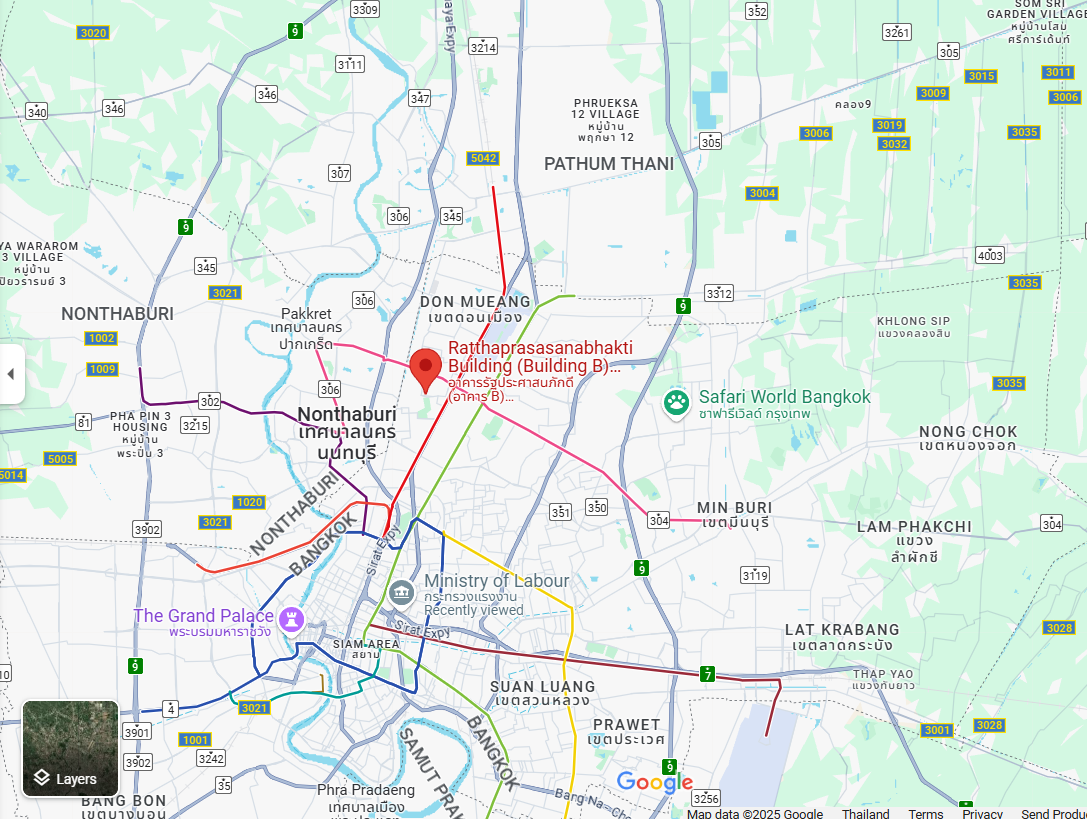 3309
352
SOM SRI
GARDEN VILLAGE
หมู่บ้านโสม
ศรีการ์เด้นท์
9
3020
3261
3214
305
3111
3011
3015
346
3009
347
3006
คลอง9
346
340
PHRUEKSA
12 VILLAGE
หมู่บ้าน
พฤกษา 12
3019
3006
3035
305
3032
5042
PATHUM THANI
307
3004
306
345
9
YA WARAROM
3 VILLAGE
หมู่บ้าน
ปิยวรารมย์ 3
4003
345
3035
3021
3312
306
DON MUEANG
เขตดอนเมือง
9
NONTHABURI
Pakkret
เทศบาลนคร
ปากเกร็ด
KHLONG SIP
แขวงคลองสิบ
1002
Ratthaprasasanabhakti
Building (Building B)...
อาคารรัฐประศาสนภักดี
(อาคาร B)...
1009
306
3035
302
Safari World Bangkok
ซาฟารีเวิลด์ กรุงเทพ
Nonthaburi
เทศบาลนคร
นนทบุรี
81
PHA PIN 3
HOUSING
หมู่บ้าน
พระปิ่น 3
3215
NONG CHOK
เขตหนองจอก
5005
5014
1020
NONTHABURI
BANGKOK
351
350
MIN BURI
เขตมีนบุรี
304
3021
3902
LAM PHAKCHI
แขวง
ลำผักชี
304
Sirat Expy
9
3119
Ministry of Labour
กระทรวงแรงงาน
Recently viewed
The Grand Palace
พระบรมมหาราชวัง
Sirat Expy
LAT KRABANG
เขตลาดกระบัง
3028
SIAM AREA
สยาม
9
7
THAP YAO
แขวงทับยาว
SUAN LUANG
เขตสวนหลวง
4
3021
PRAWET
เขตประเวศ
3028
3001
3901
1001
BANGKOK
3902
3242
Layers
9
35
Google
Phra Pradaeng
เทศบาลเมือง
3256
BANG BON
เขตบางบอน
Map data ©2025 Google
Thailand
Terms
Privacy